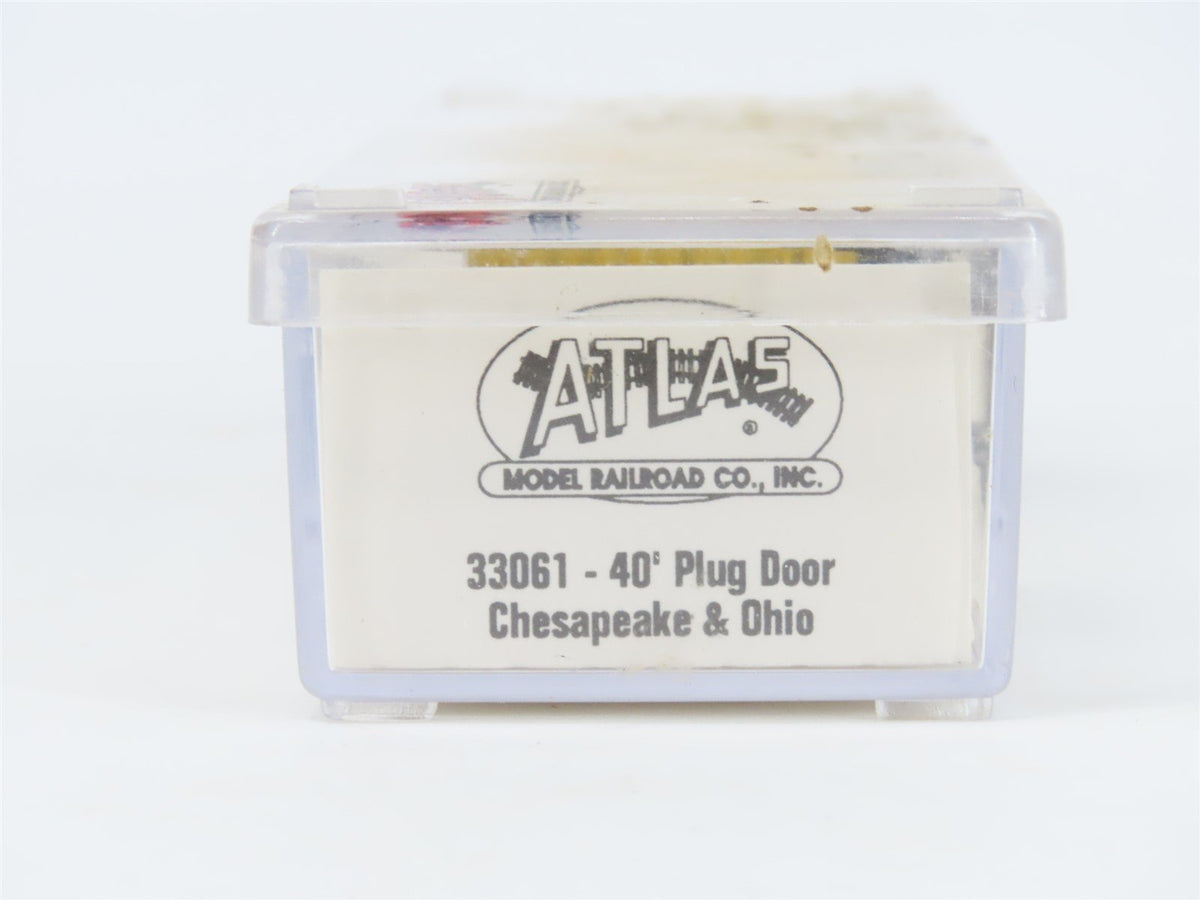 ATLAS ®
MODEL RAILROAD CO., INC.
33061 - 40' Plug Door
Chesapeake & Ohio